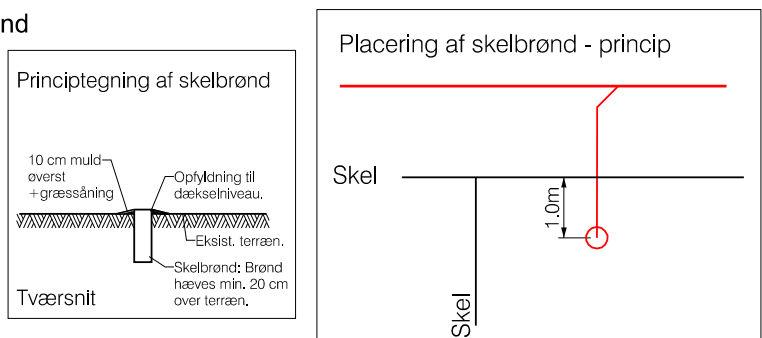 nd
Principtegning af skelbrønd
10 cm muld
øverst
+græssåning
Opfyldning til
dækselniveau.
Eksist. terræn.
Skelbrønd: Brønd
hæves min. 20 cm
over terræn.
Tværsnit
Placering af skelbrønd - princip
Skel
1.0m
Skel